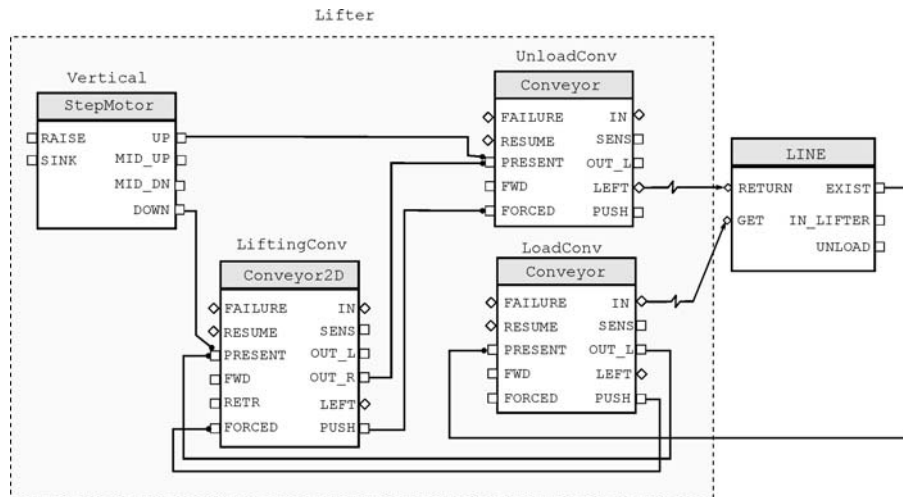 Lifter
Vertical
StepMotor
RAISE UP
SINK MID_UP
MID_DN
DOWN
UnloadConv
Conveyor
FAILURE IN
RESUME SENS
PRESENT OUT_L
FWD LEFT
FORCED PUSH
LINE
RETURN EXIST
GET IN_LIFTER
UNLOAD
LiftingConv
Conveyor2D
FAILURE IN
RESUME SENS
PRESENT OUT_L
FWD OUT_R
RETR LEFT
FORCED PUSH
LoadConv
Conveyor
FAILURE IN
RESUME SENS
PRESENT OUT_L
FWD LEFT
FORCED PUSH